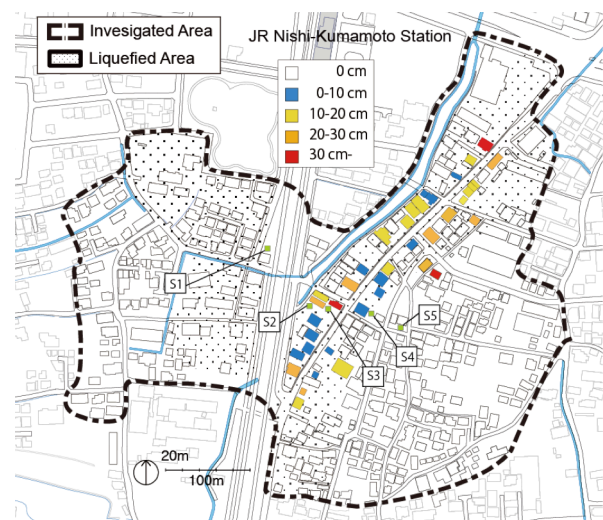 Invesigated Area
Liquefied Area
JR Nishi-Kumamoto Station
0 cm
0-10 cm
10-20 cm
20-30 cm
30 cm-
S1
S2
S5
S4
S3
20m
100m